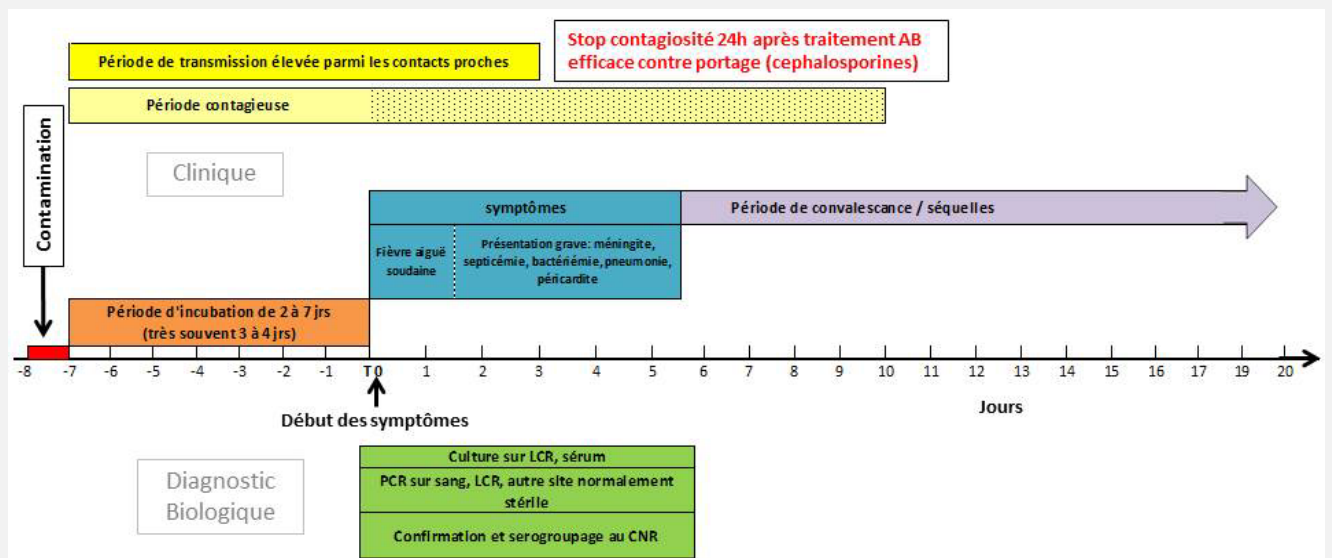 Stop contagiosité 24h après traitement AB
efficace contre portage (cephalosporines)
Période de transmission élevée parmi les contacts proches
Période contagieuse
Contamination
Clinique
symptômes
Période de convalescance / séquelles
Fièvre aiguë
soudaine
Présentation grave: méningite,
septicémie, bactériémie, pneumonie,
péricardite
Période d'incubation de 2 à 7 jrs
(très souvent 3 à 4 jrs)
-8 -7 -6 -5 -4 -3 -2 -1 T0 1 2 3 4 5 6 7 8 9 10 11 12 13 14 15 16 17 18 19 20
Jours
Début des symptômes
Diagnostic
Biologique
Culture sur LCR, sérum
PCR sur sang, LCR, autre site normalement
stérile
Confirmation et serogroupage au CNR